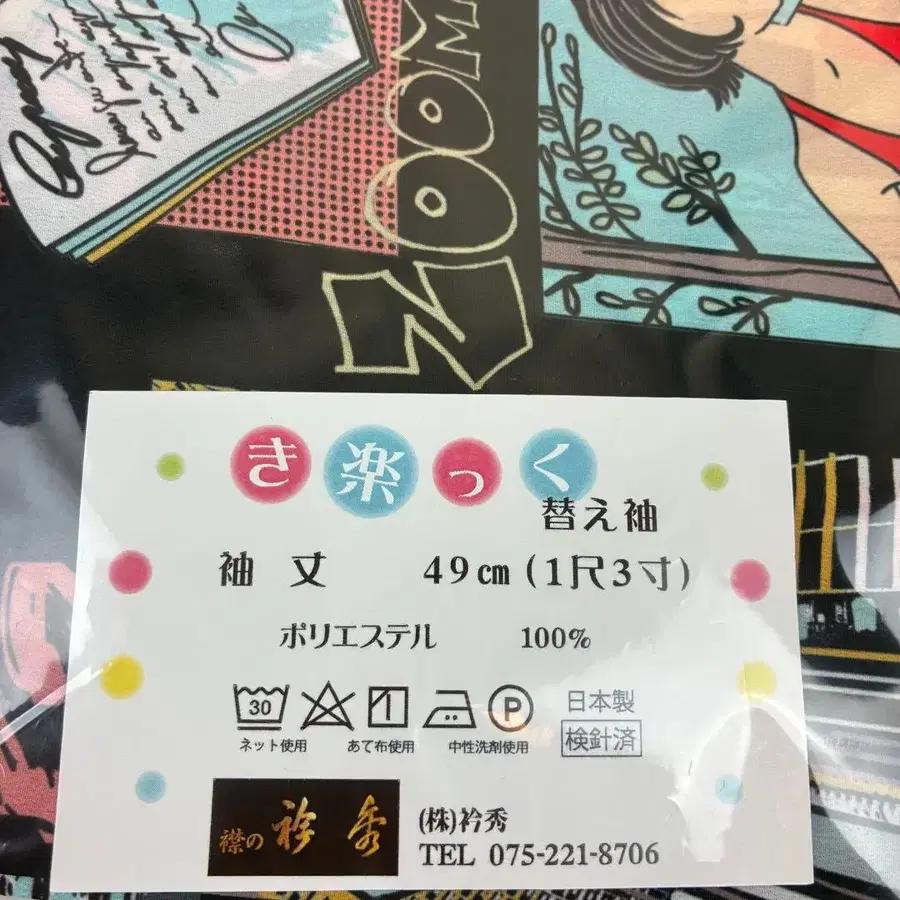 ZOOM
き楽っく
替え袖
袖丈 49㎝(1尺3寸)
ポリエステル 100%
30 P 日本製
ネット使用 あて布使用 中性洗剤使用 検針済
襟の 衿秀
(株)衿秀
TEL 075-221-8706